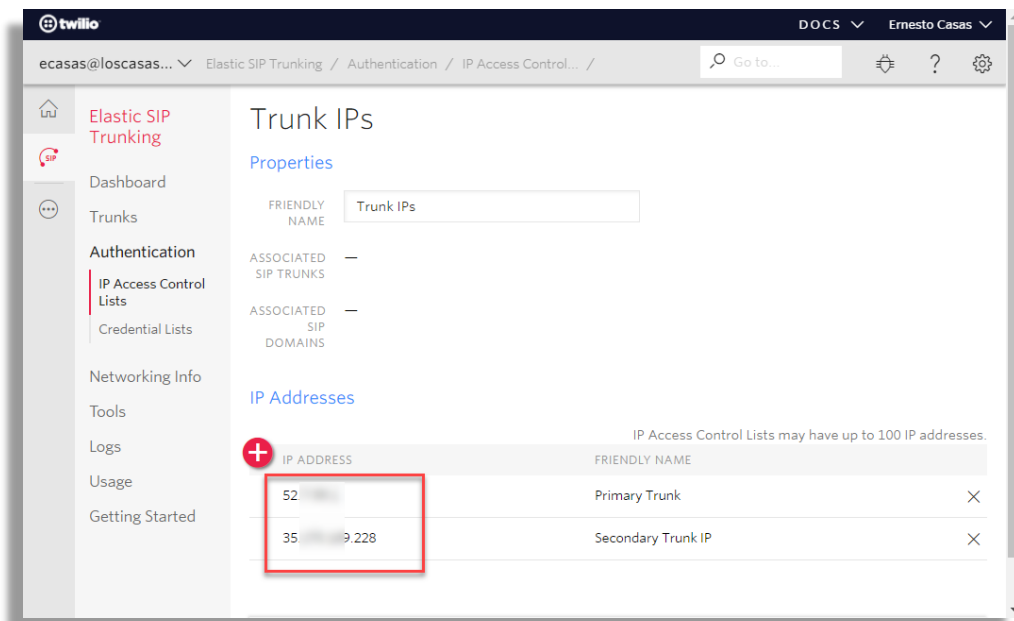 twilio
DOCS
Ernesto Casas
ecasas@loscasas...
Elastic SIP Trunking / Authentication / IP Access Control... /
Go to...
?
SIP
Elastic SIP
Trunking
Dashboard
Trunks
Authentication
IP Access Control
Lists
Credential Lists
Networking Info
Tools
Logs
Usage
Getting Started
Trunk IPs
Properties
FRIENDLY
NAME
Trunk IPs
ASSOCIATED
SIP TRUNKS
—
ASSOCIATED
SIP
DOMAINS
—
IP Addresses
IP Access Control Lists may have up to 100 IP addresses.
IP ADDRESS FRIENDLY NAME
52 Primary Trunk
35 9.228 Secondary Trunk IP